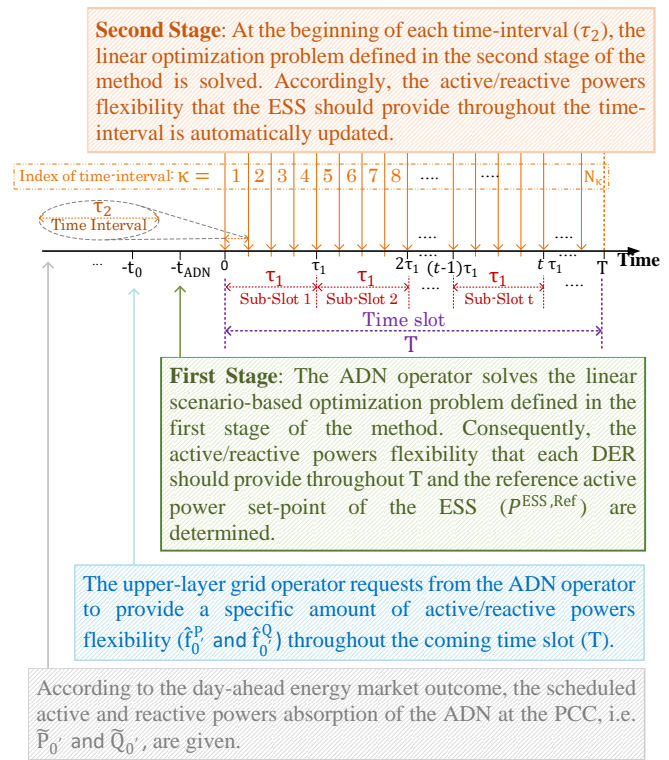 Second Stage: At the beginning of each time-interval (τ₂), the
linear optimization problem defined in the second stage of the
method is solved. Accordingly, the active/reactive powers
flexibility that the ESS should provide throughout the time-
interval is automatically updated.
Index of time-interval: κ = 1 2 3 4 5 6 7 8 .... .... N_κ
τ₂
Time Interval
... -t₀ -t_ADN 0 τ₁ 2τ₁ .... (t-1)τ₁ t τ₁ .... T Time
τ₁ τ₁ .... τ₁ ....
Sub-Slot 1 Sub-Slot 2 Sub-Slot t
Time slot
T
First Stage: The ADN operator solves the linear
scenario-based optimization problem defined in the
first stage of the method. Consequently, the
active/reactive powers flexibility that each DER
should provide throughout T and the reference active
power set-point of the ESS (P^ESS,Ref) are
determined.
The upper-layer grid operator requests from the ADN operator
to provide a specific amount of active/reactive powers
flexibility (f̂₀′^P and f̂₀′^Q) throughout the coming time slot (T).
According to the day-ahead energy market outcome, the scheduled
active and reactive powers absorption of the ADN at the PCC, i.e.
P̃₀′ and Q̃₀′, are given.